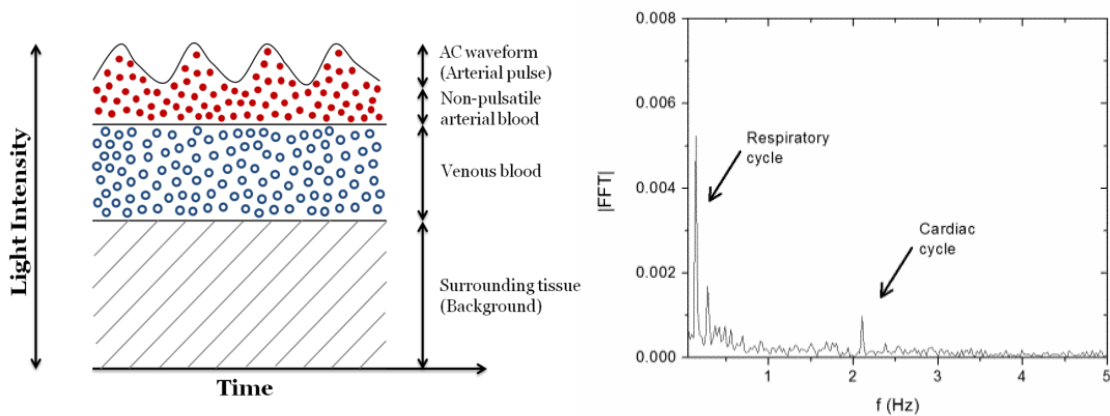 Light Intensity
AC waveform
(Arterial pulse)
Non-pulsatile
arterial blood
Venous blood
Surrounding tissue
(Background)
Time
0.008
0.006
0.004
0.002
0.000
|FFT|
Respiratory
cycle
Cardiac
cycle
1
2
3
4
5
f (Hz)